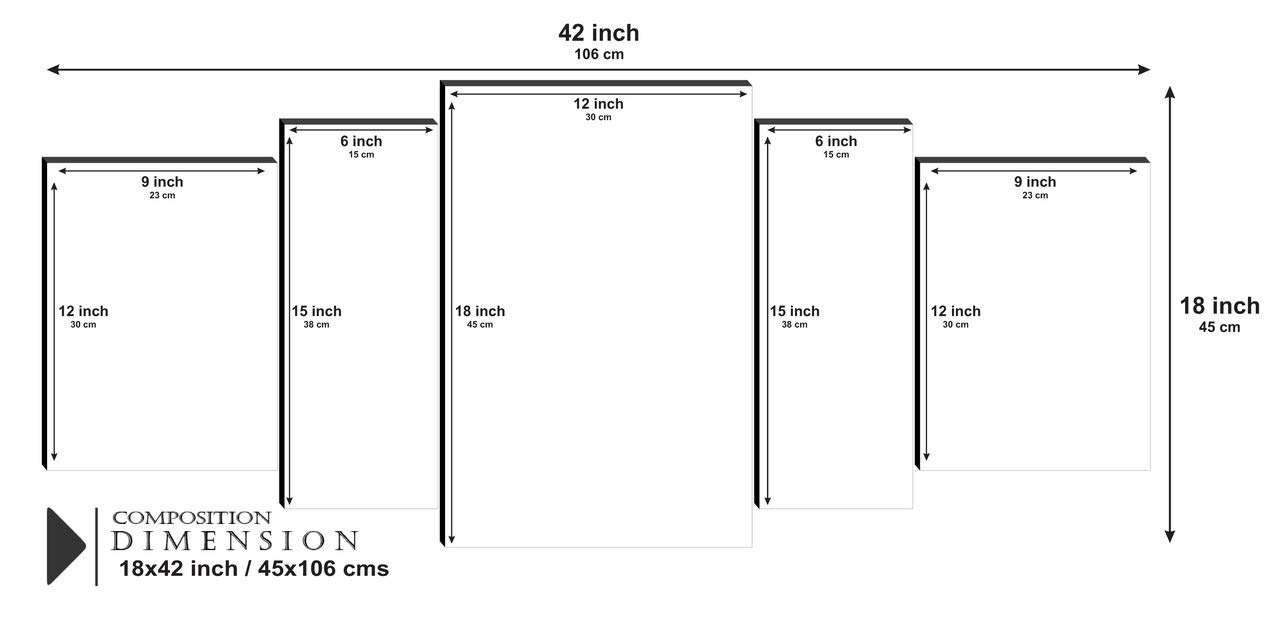 42 inch
106 cm
12 inch
30 cm
6 inch
15 cm
6 inch
15 cm
9 inch
23 cm
9 inch
23 cm
12 inch
30 cm
15 inch
38 cm
18 inch
45 cm
15 inch
38 cm
12 inch
30 cm
18 inch
45 cm
COMPOSITION
DIMENSION
18x42 inch / 45x106 cms